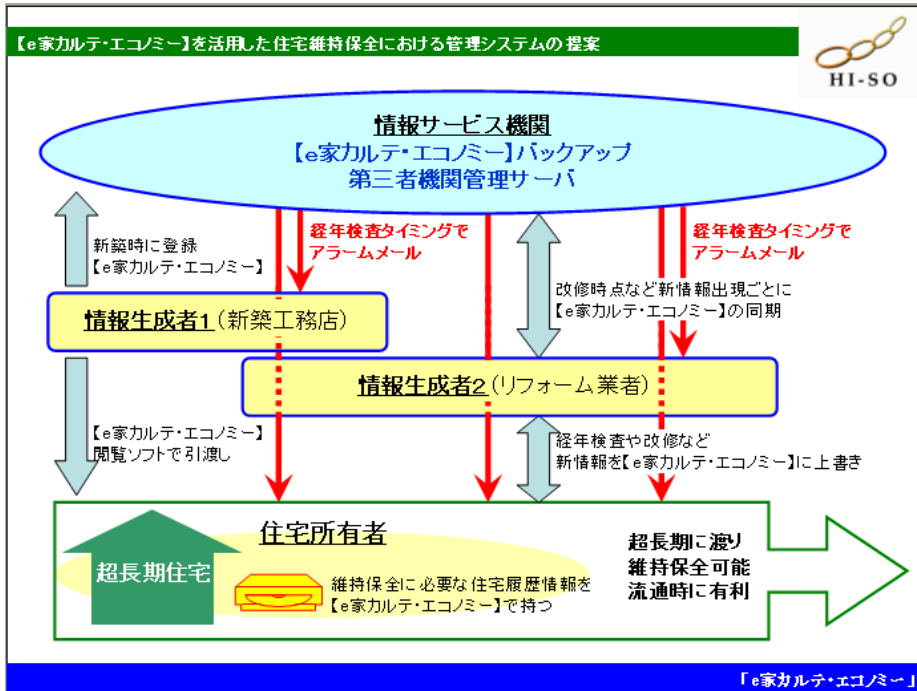 【e家カルテ・エコノミー】を活用した住宅維持保全における管理システムの提案
HI-SO
情報サービス機関
【e家カルテ・エコノミー】バックアップ
第三者機関管理サーバ
新築時に登録
【e家カルテ・エコノミー】
経年検査タイミングで
アラームメール
経年検査タイミングで
アラームメール
改修時点など新情報出現ごとに
【e家カルテ・エコノミー】の同期
情報生成者1(新築工務店)
情報生成者2(リフォーム業者)
【e家カルテ・エコノミー】
閲覧ソフトで引渡し
経年検査や改修など
新情報を【e家カルテ・エコノミー】に上書き
超長期住宅
住宅所有者
維持保全に必要な住宅履歴情報を
【e家カルテ・エコノミー】で持つ
超長期に渡り
維持保全可能
流通時に有利
「e家カルテ・エコノミー」